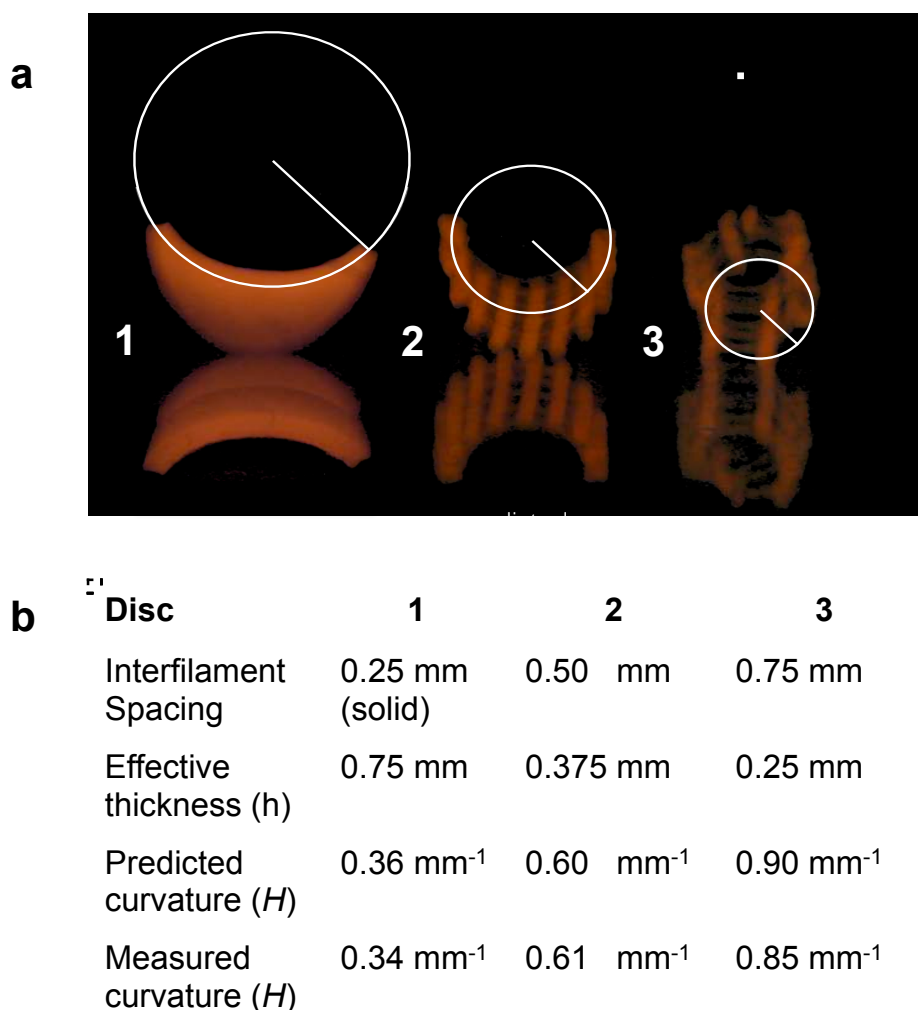 a
1 2 3
b
Disc 1 2 3
Interfilament 0.25 mm 0.50 mm 0.75 mm
Spacing (solid)
Effective 0.75 mm 0.375 mm 0.25 mm
thickness (h)
Predicted 0.36 mm⁻¹ 0.60 mm⁻¹ 0.90 mm⁻¹
curvature (H)
Measured 0.34 mm⁻¹ 0.61 mm⁻¹ 0.85 mm⁻¹
curvature (H)